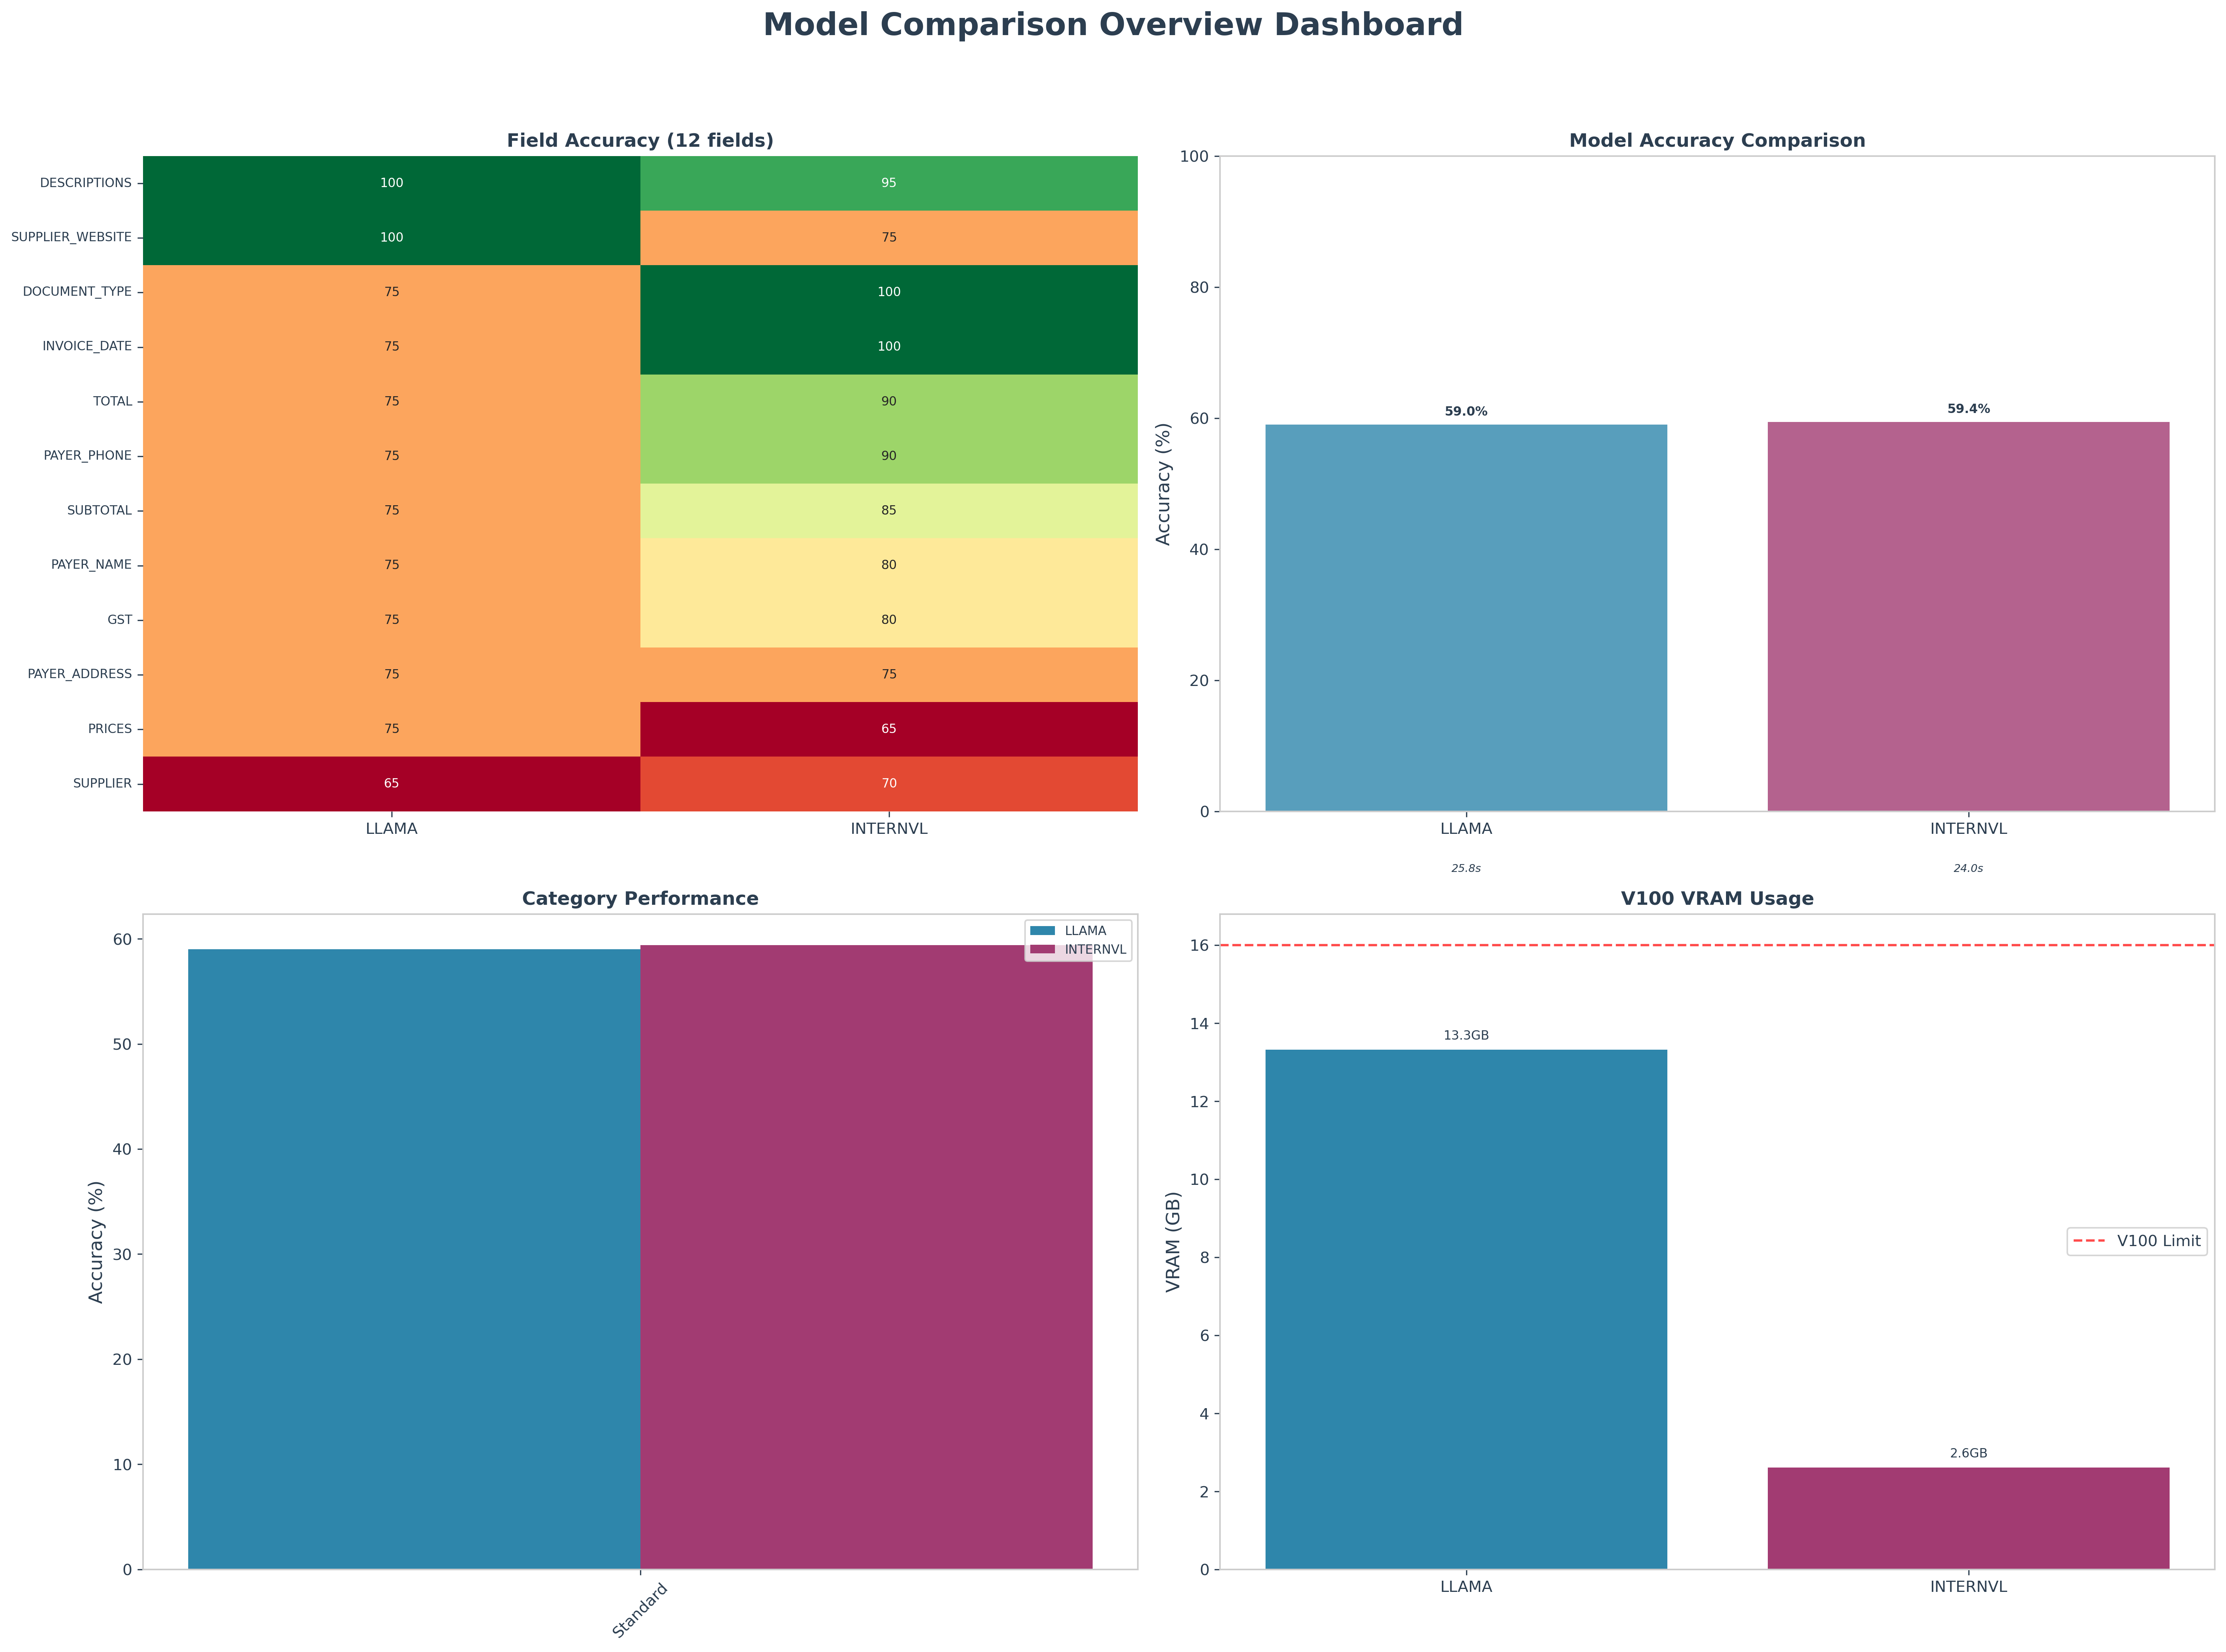 Model Comparison Overview Dashboard
Field Accuracy (12 fields)
DESCRIPTIONS 100 95
SUPPLIER_WEBSITE 100 75
DOCUMENT_TYPE 75 100
INVOICE_DATE 75 100
TOTAL 75 90
PAYER_PHONE 75 90
SUBTOTAL 75 85
PAYER_NAME 75 80
GST 75 80
PAYER_ADDRESS 75 75
PRICES 75 65
SUPPLIER 65 70
LLAMA INTERNVL
Model Accuracy Comparison
Accuracy (%)
100
80
60
40
20
0
59.0% 59.4%
LLAMA INTERNVL
25.8s 24.0s
Category Performance
Accuracy (%)
60
50
40
30
20
10
0
LLAMA
INTERNVL
Standard
V100 VRAM Usage
VRAM (GB)
16
14
12
10
8
6
4
2
0
13.3GB
2.6GB
V100 Limit
LLAMA INTERNVL